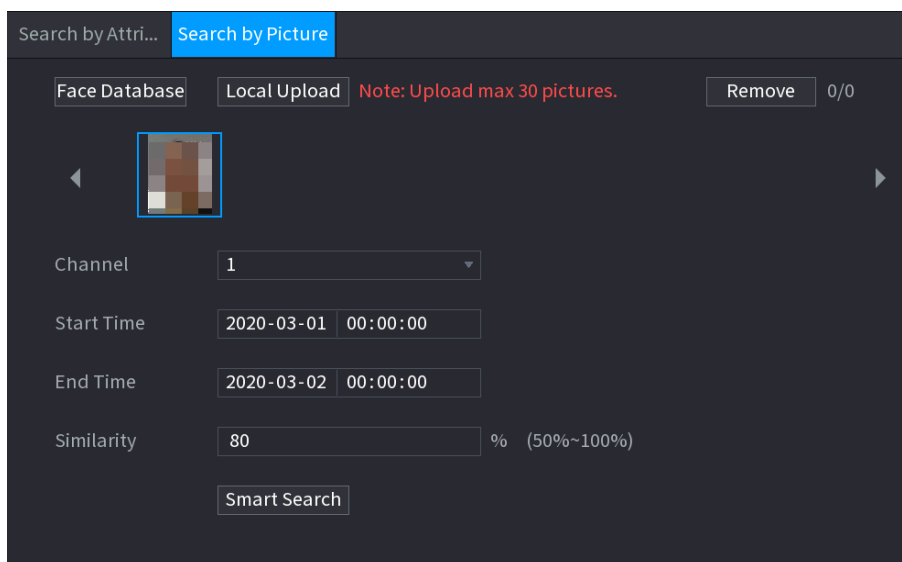 Search by Attri... Search by Picture
Face Database Local Upload Note: Upload max 30 pictures. Remove 0/0
Channel 1
Start Time 2020-03-01 00:00:00
End Time 2020-03-02 00:00:00
Similarity 80 % (50%~100%)
Smart Search